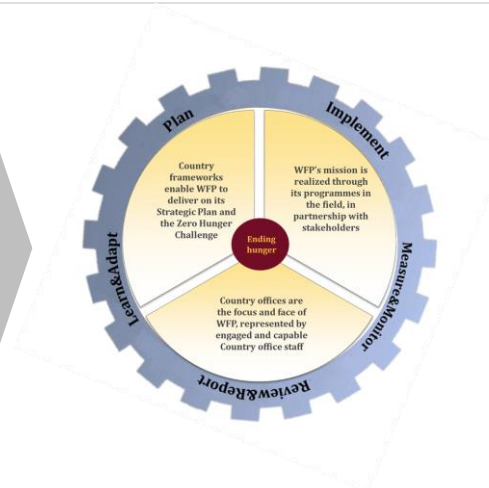 Plan
Implement
Measure&Monitor
Review&Report
Learn&Adapt
Country
frameworks
enable WFP to
deliver on its
Strategic Plan and
the Zero Hunger
Challenge
WFP's mission is
realized through
its programmes in
the field, in
partnership with
stakeholders
Ending
hunger
Country offices are
the focus and face of
WFP, represented by
engaged and capable
Country office staff